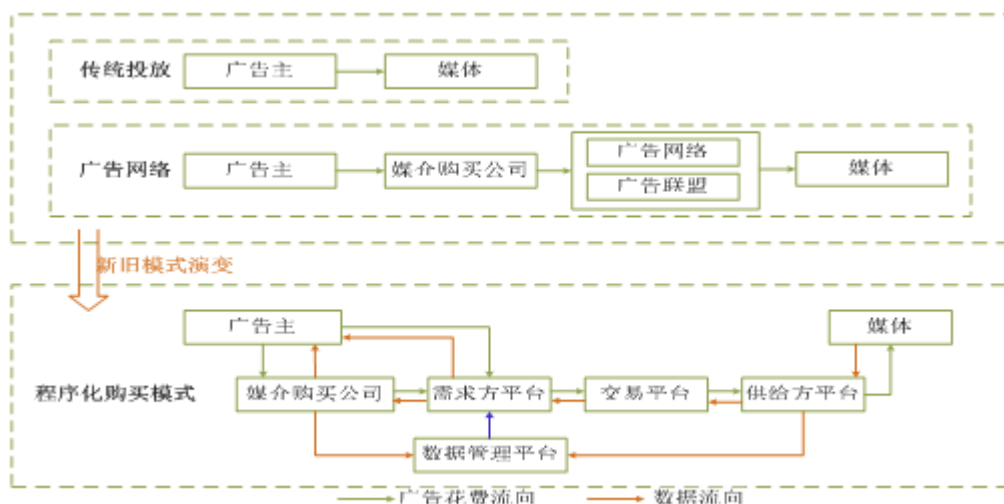 传统投放 广告主 媒体
广告网络 广告主 媒介购买公司 广告网络 媒体
广告联盟
新旧模式演变
广告主 媒体
程序化购买模式 媒介购买公司 需求方平台 交易平台 供给方平台
数据管理平台
广告花费流向 数据流向